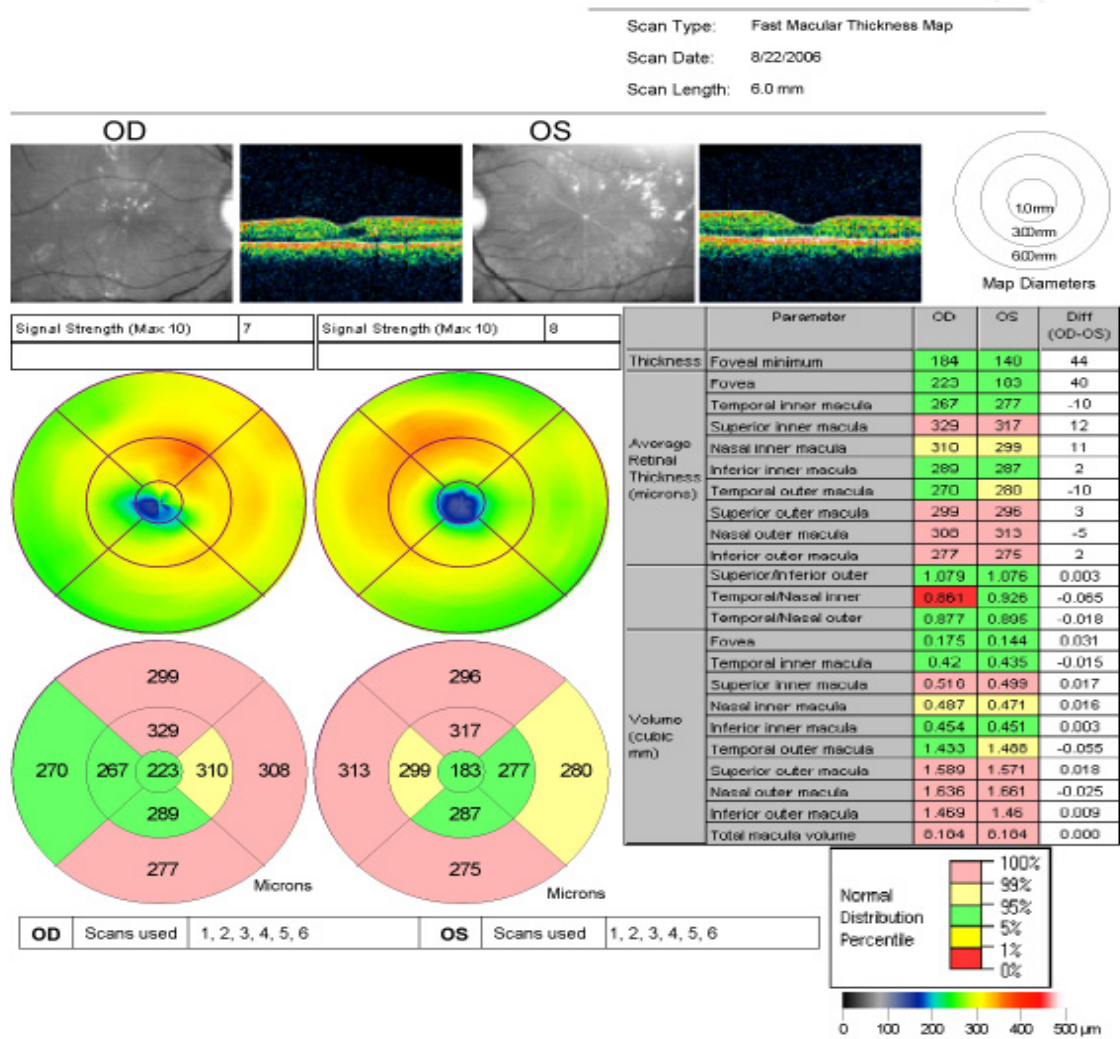 Scan Type: Fast Macular Thickness Map
Scan Date: 8/22/2006
Scan Length: 6.0 mm
OD OS
1.0mm
3.00mm
6.00mm
Map Diameters
Signal Strength (Max 10) 7 Signal Strength (Max 10) 8
Parameter OD OS Diff (OD-OS)
Thickness Foveal minimum 184 140 44
Average Retinal Thickness (microns)
Fovea 223 183 40
Temporal inner macula 267 277 -10
Superior inner macula 329 317 12
Nasal inner macula 310 299 11
Inferior inner macula 289 287 2
Temporal outer macula 270 280 -10
Superior outer macula 299 296 3
Nasal outer macula 308 313 -5
Inferior outer macula 277 275 2
Superior/Inferior outer 1.079 1.076 0.003
Temporal/Nasal inner 0.861 0.926 -0.065
Temporal/Nasal outer 0.877 0.895 -0.018
Volume (cubic mm)
Fovea 0.175 0.144 0.031
Temporal inner macula 0.42 0.435 -0.015
Superior inner macula 0.516 0.499 0.017
Nasal inner macula 0.487 0.471 0.016
Inferior inner macula 0.454 0.451 0.003
Temporal outer macula 1.433 1.488 -0.055
Superior outer macula 1.589 1.571 0.018
Nasal outer macula 1.636 1.661 -0.025
Inferior outer macula 1.469 1.46 0.009
Total macula volume 8.184 8.184 0.000
299
329
270 267 223 310 308
289
277
Microns
296
317
313 299 183 277 280
287
275
Microns
OD Scans used 1, 2, 3, 4, 5, 6 OS Scans used 1, 2, 3, 4, 5, 6
Normal Distribution Percentile
100%
99%
95%
5%
1%
0%
0 100 200 300 400 500 µm